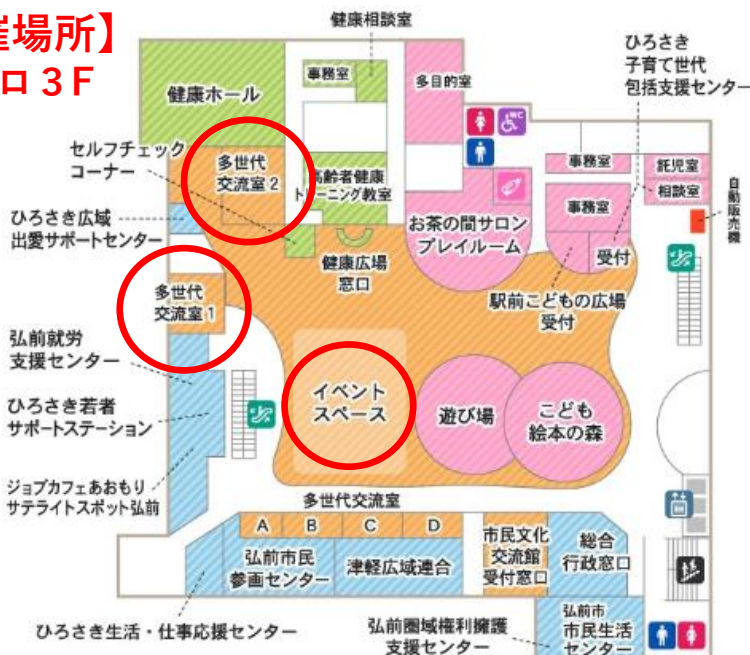 催場所】
ロ 3F
健康相談室
ひろさき
子育て世代
包括支援センター
事務室
多目的室
健康ホール
WC
セルフチェック
コーナー
多世代
交流室2
高齢者健康
トレーニング教室
事務室
託児室
相談室
自動販売機
ひろさき広域
出愛サポートセンター
お茶の間サロン
プレイルーム
事務室
受付
健康広場
窓口
駅前こどもの広場
受付
多世代
交流室1
弘前就労
支援センター
イベント
スペース
遊び場
こども
絵本の森
ひろさき若者
サポートステーション
ジョブカフェあおもり
サテライトスポット弘前
多世代交流室
A B C D
弘前市民
参画センター
津軽広域連合
市民文化
交流館
受付窓口
総合
行政窓口
ひろさき生活・仕事応援センター
弘前圏域権利擁護
支援センター
弘前市
市民生活
センター